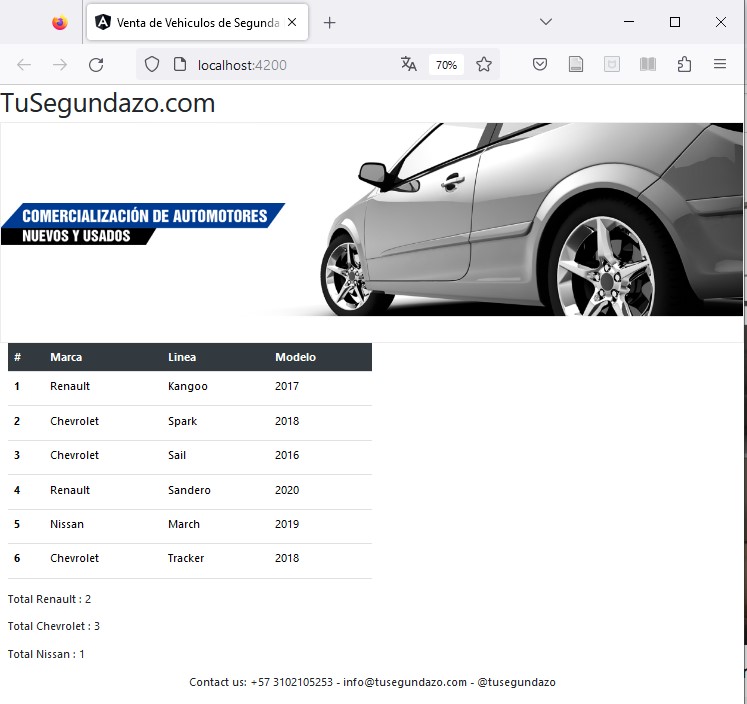 Venta de Vehiculos de Segunda
localhost:4200
70%
TuSegundazo.com
COMERCIALIZACIÓN DE AUTOMOTORES
NUEVOS Y USADOS
# Marca Linea Modelo
1 Renault Kangoo 2017
2 Chevrolet Spark 2018
3 Chevrolet Sail 2016
4 Renault Sandero 2020
5 Nissan March 2019
6 Chevrolet Tracker 2018
Total Renault : 2
Total Chevrolet : 3
Total Nissan : 1
Contact us: +57 3102105253 - info@tusegundazo.com - @tusegundazo